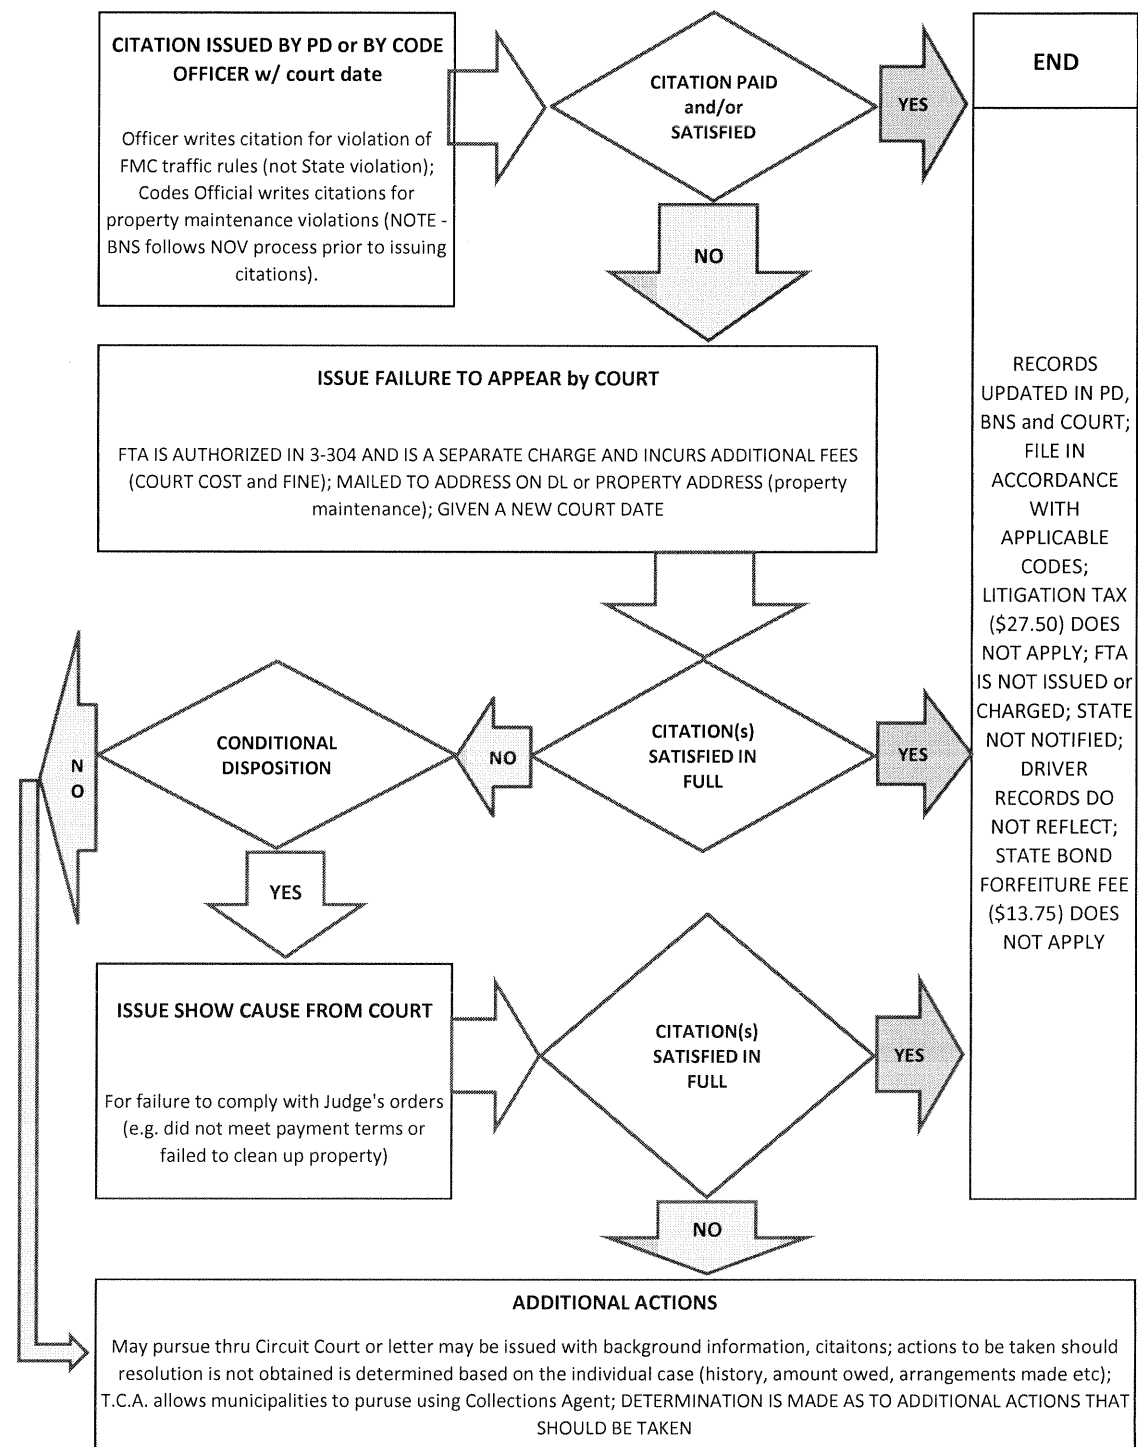 CITATION ISSUED BY PD or BY CODE
OFFICER w/ court date
Officer writes citation for violation of
FMC traffic rules (not State violation);
Codes Official writes citations for
property maintenance violations (NOTE -
BNS follows NOV process prior to issuing
citations).
CITATION PAID
and/or
SATISFIED
YES
END
NO
ISSUE FAILURE TO APPEAR by COURT
FTA IS AUTHORIZED IN 3-304 AND IS A SEPARATE CHARGE AND INCURS ADDITIONAL FEES
(COURT COST and FINE); MAILED TO ADDRESS ON DL or PROPERTY ADDRESS (property
maintenance); GIVEN A NEW COURT DATE
RECORDS
UPDATED IN PD,
BNS and COURT;
FILE IN
ACCORDANCE
WITH
APPLICABLE
CODES;
LITIGATION TAX
($27.50) DOES
NOT APPLY; FTA
IS NOT ISSUED or
CHARGED; STATE
NOT NOTIFIED;
DRIVER
RECORDS DO
NOT REFLECT;
STATE BOND
FORFEITURE FEE
($13.75) DOES
NOT APPLY
CITATION(s)
SATISFIED IN
FULL
YES
NO
CONDITIONAL
DISPOSiTION
N
O
YES
ISSUE SHOW CAUSE FROM COURT
For failure to comply with Judge's orders
(e.g. did not meet payment terms or
failed to clean up property)
CITATION(s)
SATISFIED IN
FULL
YES
NO
ADDITIONAL ACTIONS
May pursue thru Circuit Court or letter may be issued with background information, citaitons; actions to be taken should
resolution is not obtained is determined based on the individual case (history, amount owed, arrangements made etc);
T.C.A. allows municipalities to puruse using Collections Agent; DETERMINATION IS MADE AS TO ADDITIONAL ACTIONS THAT
SHOULD BE TAKEN